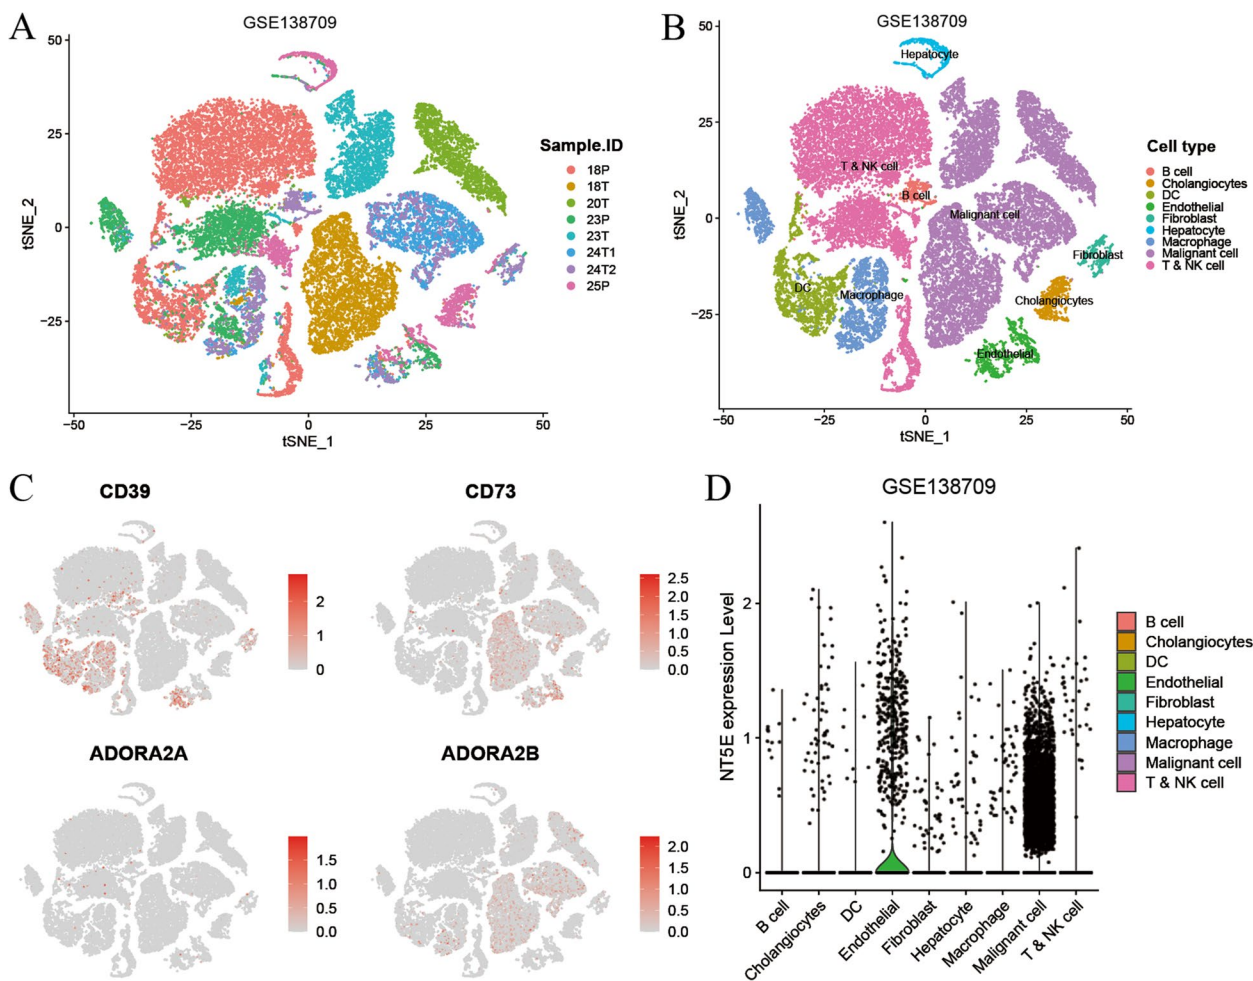 A
GSE138709
50
25
0
−25
tSNE_2
−50
−25
0
25
50
tSNE_1
Sample.ID
18P
18T
20T
23P
23T
24T1
24T2
25P
B
GSE138709
50
25
0
−25
tSNE_2
−50
−25
0
25
50
tSNE_1
Hepatocyte
T & NK cell
B cell
Malignant cell
Fibroblast
DC
Macrophage
Cholangiocytes
Endothelial
Cell type
B cell
Cholangiocytes
DC
Endothelial
Fibroblast
Hepatocyte
Macrophage
Malignant cell
T & NK cell
C
CD39
2
1
0
CD73
2.5
2.0
1.5
1.0
0.5
0.0
ADORA2A
1.5
1.0
0.5
0.0
ADORA2B
2.0
1.5
1.0
0.5
0.0
D
GSE138709
NT5E expression Level
2
1
0
B cell
Cholangiocytes
DC
Endothelial
Fibroblast
Hepatocyte
Macrophage
Malignant cell
T & NK cell
B cell
Cholangiocytes
DC
Endothelial
Fibroblast
Hepatocyte
Macrophage
Malignant cell
T & NK cell